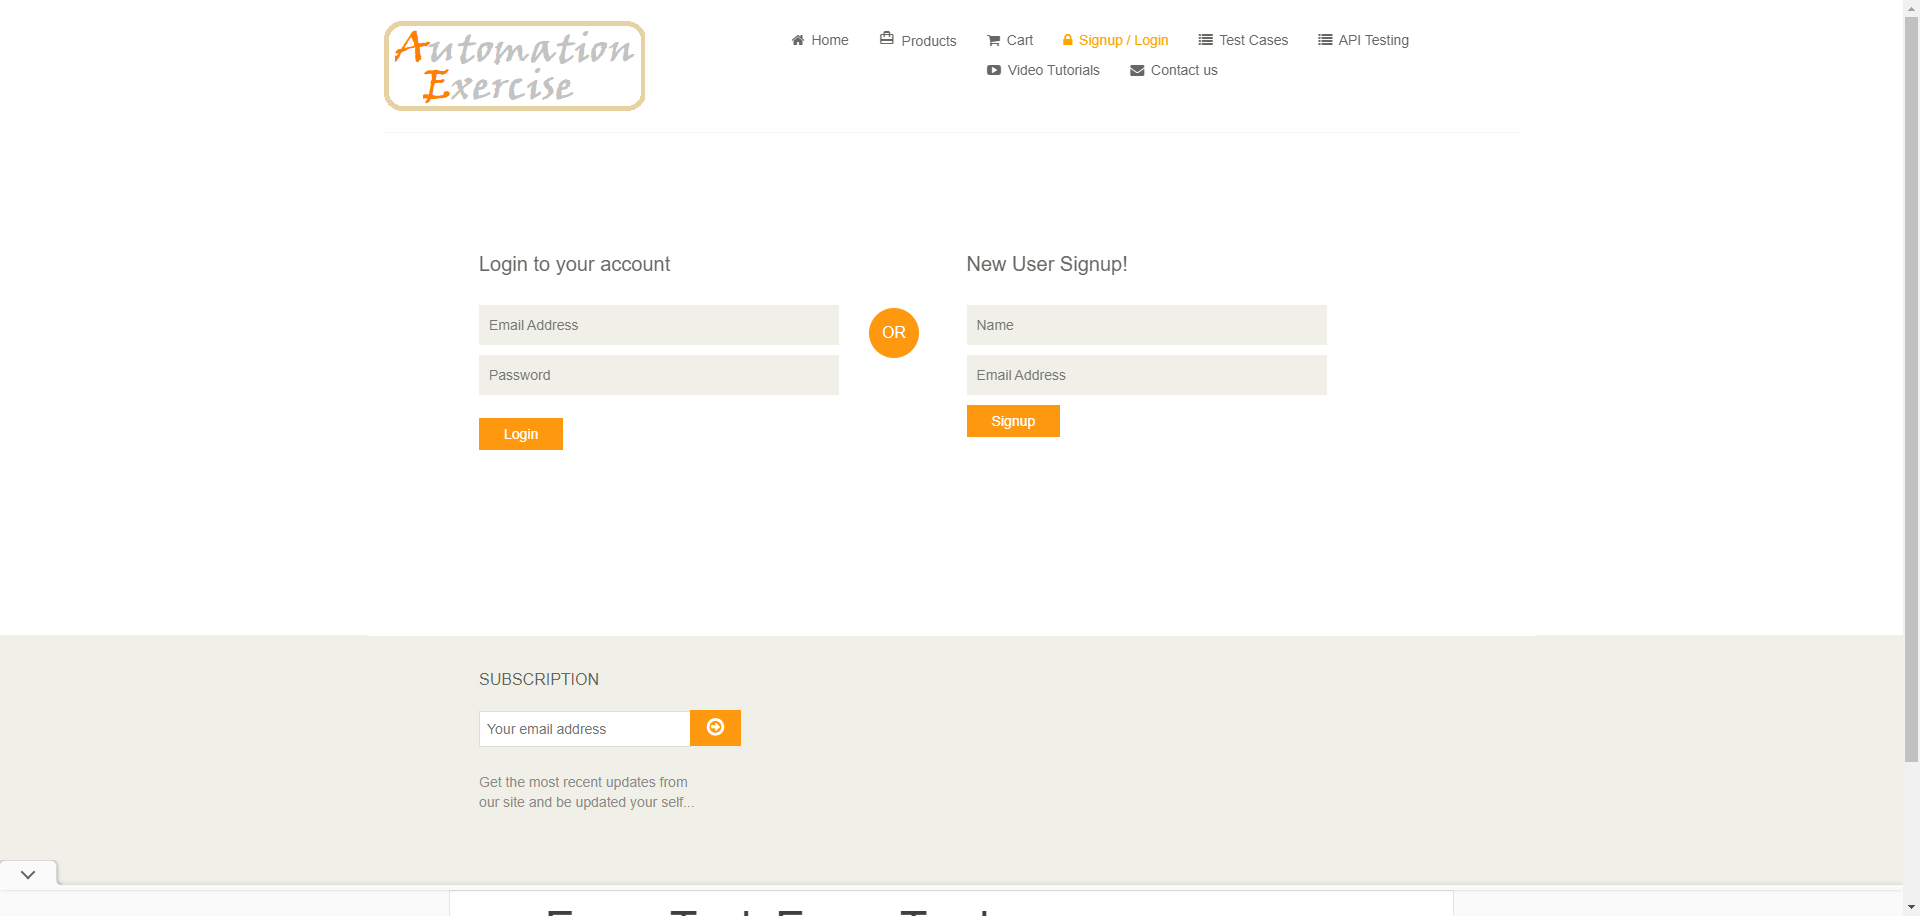 Automation
Exercise
Home Products Cart Signup / Login Test Cases API Testing
Video Tutorials Contact us
Login to your account
Email Address
Password
Login
OR
New User Signup!
Name
Email Address
Signup
SUBSCRIPTION
Your email address
Get the most recent updates from
our site and be updated your self...